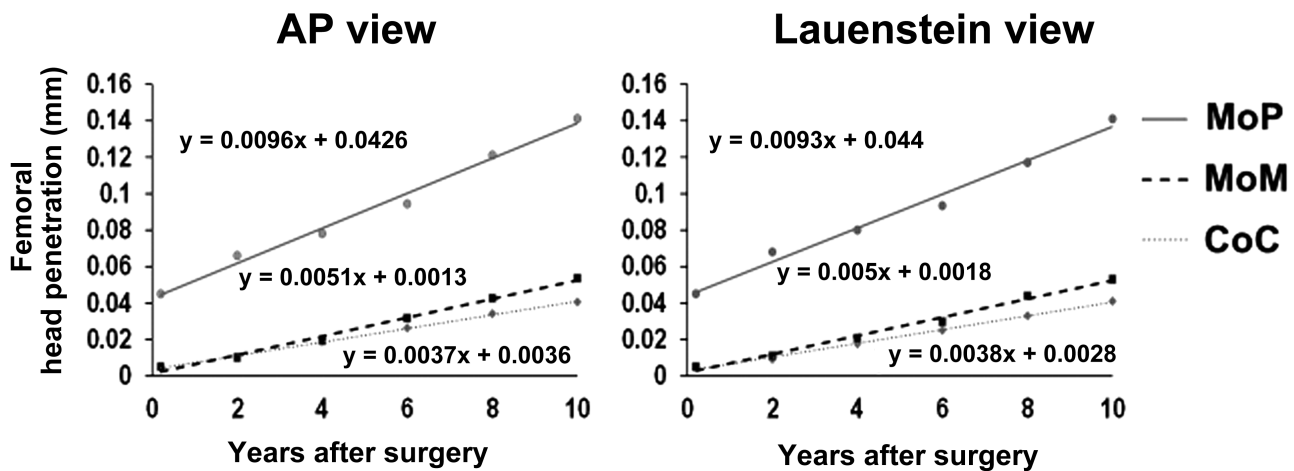 AP view
Femoral
head penetration (mm)
0.16
0.14
0.12
0.1
0.08
0.06
0.04
0.02
0
y = 0.0096x + 0.0426
y = 0.0051x + 0.0013
y = 0.0037x + 0.0036
0 2 4 6 8 10
Years after surgery
Lauenstein view
0.16
0.14
0.12
0.1
0.08
0.06
0.04
0.02
0
y = 0.0093x + 0.044
y = 0.005x + 0.0018
y = 0.0038x + 0.0028
0 2 4 6 8 10
Years after surgery
MoP
MoM
CoC